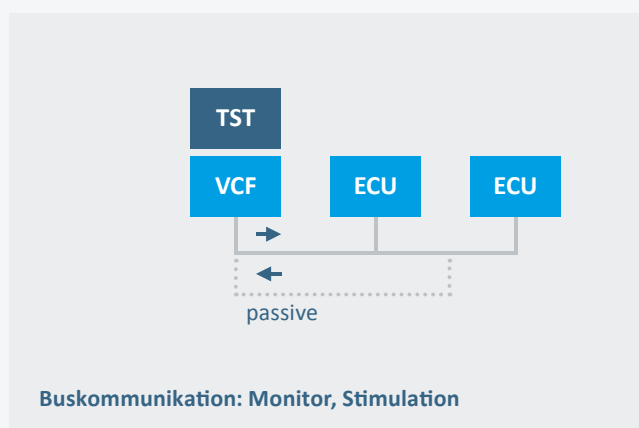 TST
VCF ECU ECU
passive
Buskommunikation: Monitor, Stimulation